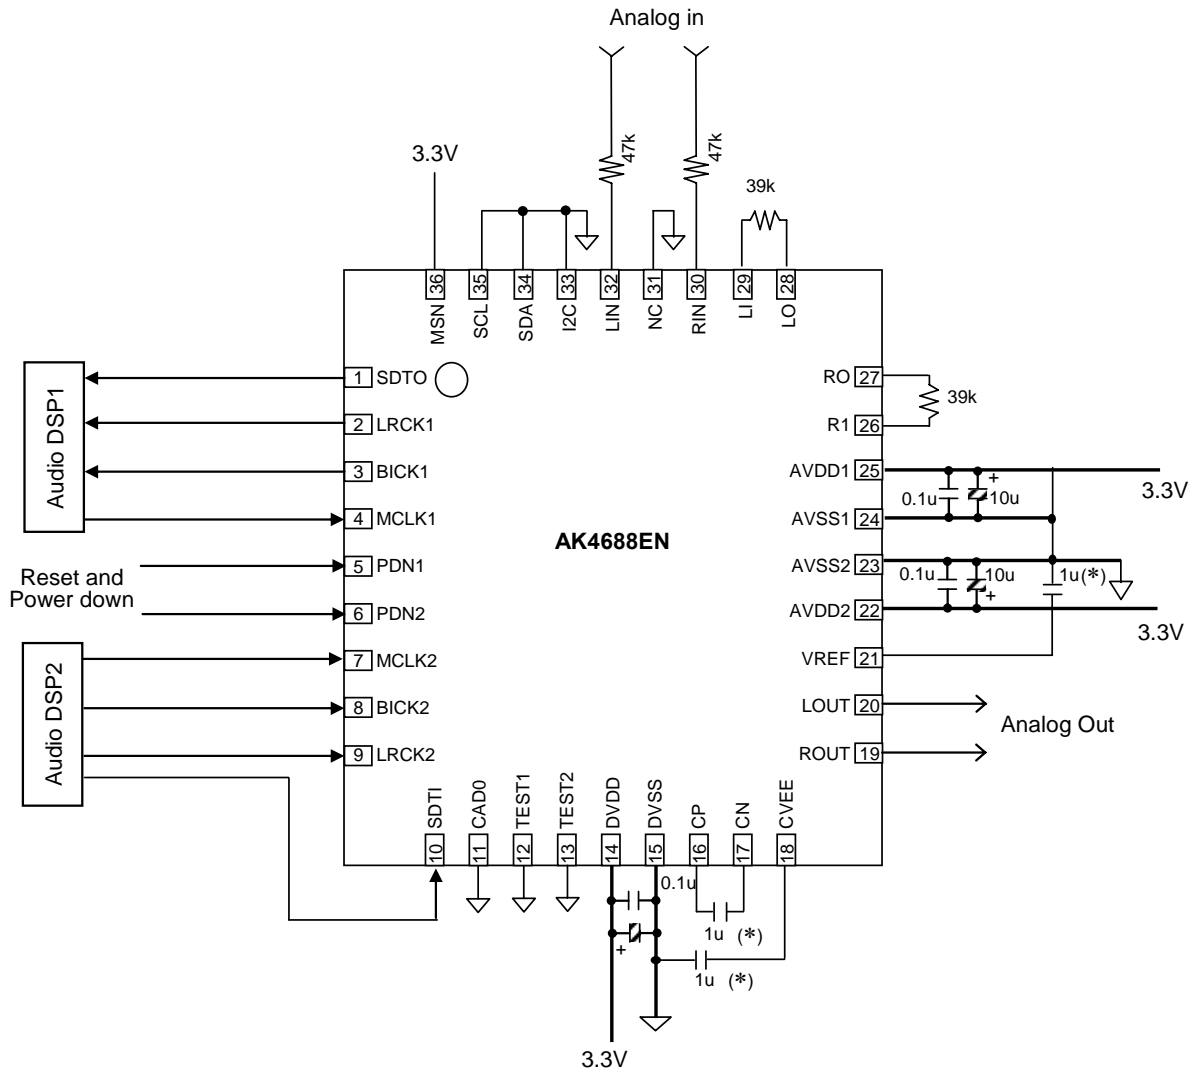 Analog in
47k
47k
3.3V
39k
36
35
34
33
32
31
30
29
28
MSN
SCL
SDA
I2C
LIN
NC
RIN
LI
LO
Audio DSP1
1 SDTO
2 LRCK1
3 BICK1
4 MCLK1
Reset and
Power down
5 PDN1
6 PDN2
Audio DSP2
7 MCLK2
8 BICK2
9 LRCK2
AK4688EN
RO 27
39k
R1 26
AVDD1 25
+
0.1u
10u
3.3V
AVSS1 24
AVSS2 23
0.1u
10u
1u(*)
+
AVDD2 22
3.3V
VREF 21
LOUT 20
Analog Out
ROUT 19
SDTI
CAD0
TEST1
TEST2
DVDD
DVSS
CP
CN
CVEE
10
11
12
13
14
15
16
17
18
0.1u
1u (*)
+
1u (*)
3.3V